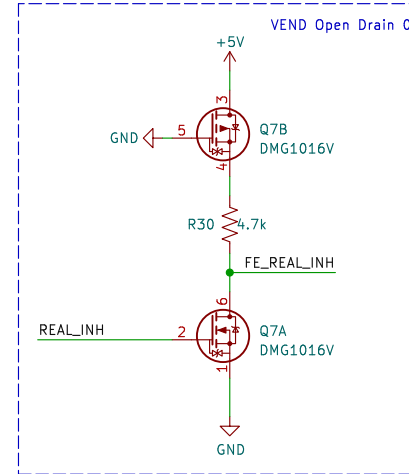 VEND Open Drain
+5V
3
GND 5
Q7B
DMG1016V
4
R30 4.7k
FE_REAL_INH
6
REAL_INH 2
Q7A
DMG1016V
1
GND